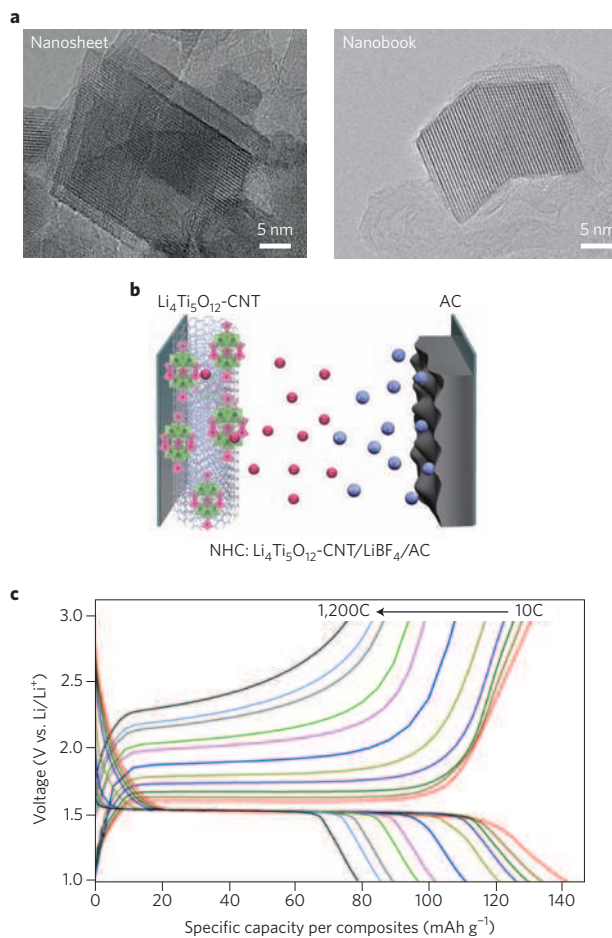 a
Nanosheet
5 nm
Nanobook
5 nm
b
Li₄Ti₅O₁₂-CNT
AC
NHC: Li₄Ti₅O₁₂-CNT/LiBF₄/AC
c
1,200C
10C
3.0
2.5
2.0
1.5
1.0
Voltage (V vs. Li/Li⁺)
0
20
40
60
80
100
120
140
Specific capacity per composites (mAh g⁻¹)